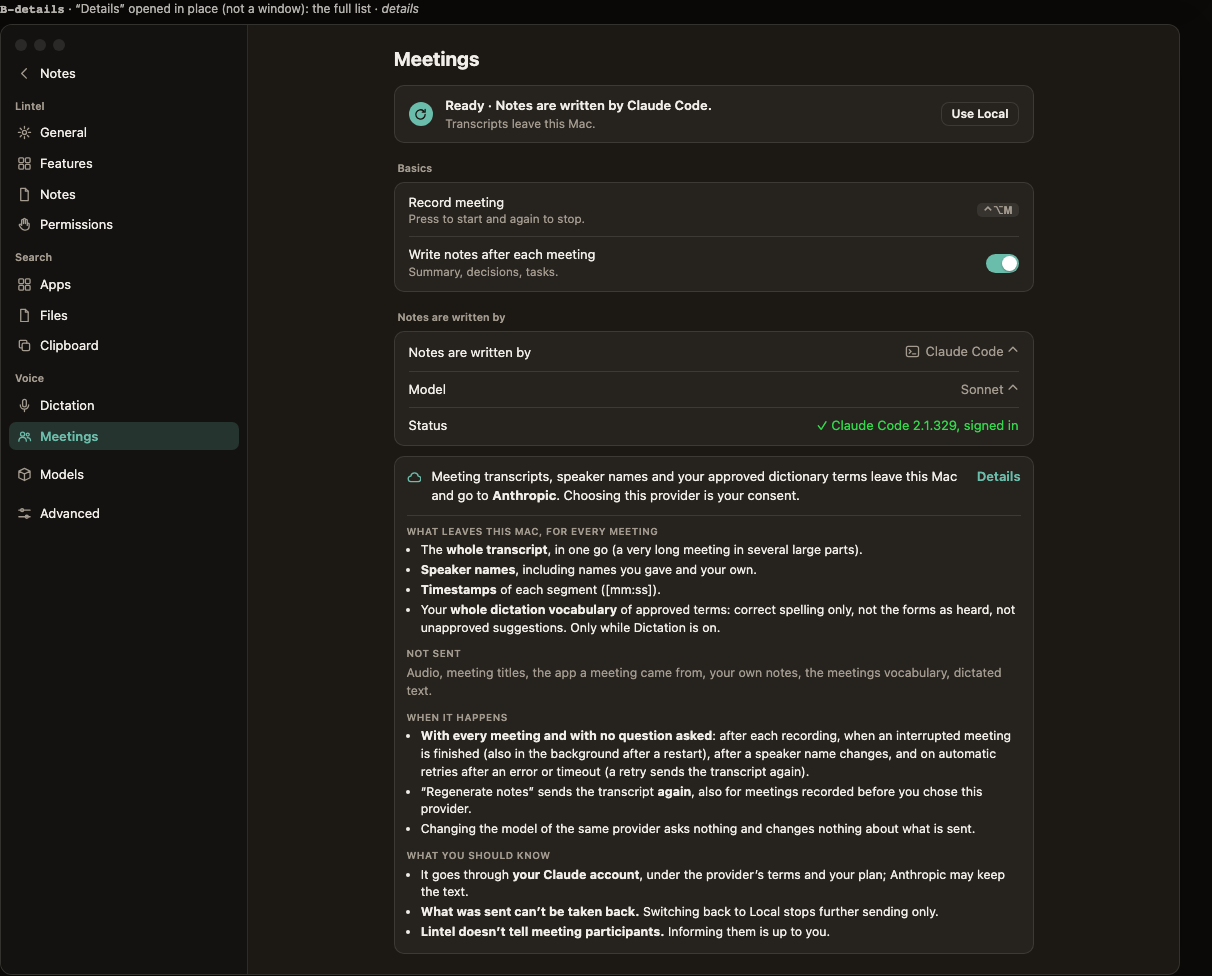 B-details · “Details” opened in place (not a window): the full list · details
Notes
Lintel
General
Features
Notes
Permissions
Search
Apps
Files
Clipboard
Voice
Dictation
Meetings
Models
Advanced
Meetings
Ready · Notes are written by Claude Code.
Transcripts leave this Mac.
Use Local
Basics
Record meeting
Press to start and again to stop.
⌃⌥M
Write notes after each meeting
Summary, decisions, tasks.
Notes are written by
Notes are written by
Claude Code
Model
Sonnet
Status
✓ Claude Code 2.1.329, signed in
Meeting transcripts, speaker names and your approved dictionary terms leave this Mac
and go to Anthropic. Choosing this provider is your consent.
Details
WHAT LEAVES THIS MAC, FOR EVERY MEETING
• The whole transcript, in one go (a very long meeting in several large parts).
• Speaker names, including names you gave and your own.
• Timestamps of each segment ([mm:ss]).
• Your whole dictation vocabulary of approved terms: correct spelling only, not the forms as heard, not
unapproved suggestions. Only while Dictation is on.
NOT SENT
Audio, meeting titles, the app a meeting came from, your own notes, the meetings vocabulary, dictated
text.
WHEN IT HAPPENS
• With every meeting and with no question asked: after each recording, when an interrupted meeting
is finished (also in the background after a restart), after a speaker name changes, and on automatic
retries after an error or timeout (a retry sends the transcript again).
• “Regenerate notes” sends the transcript again, also for meetings recorded before you chose this
provider.
• Changing the model of the same provider asks nothing and changes nothing about what is sent.
WHAT YOU SHOULD KNOW
• It goes through your Claude account, under the provider’s terms and your plan; Anthropic may keep
the text.
• What was sent can’t be taken back. Switching back to Local stops further sending only.
• Lintel doesn’t tell meeting participants. Informing them is up to you.